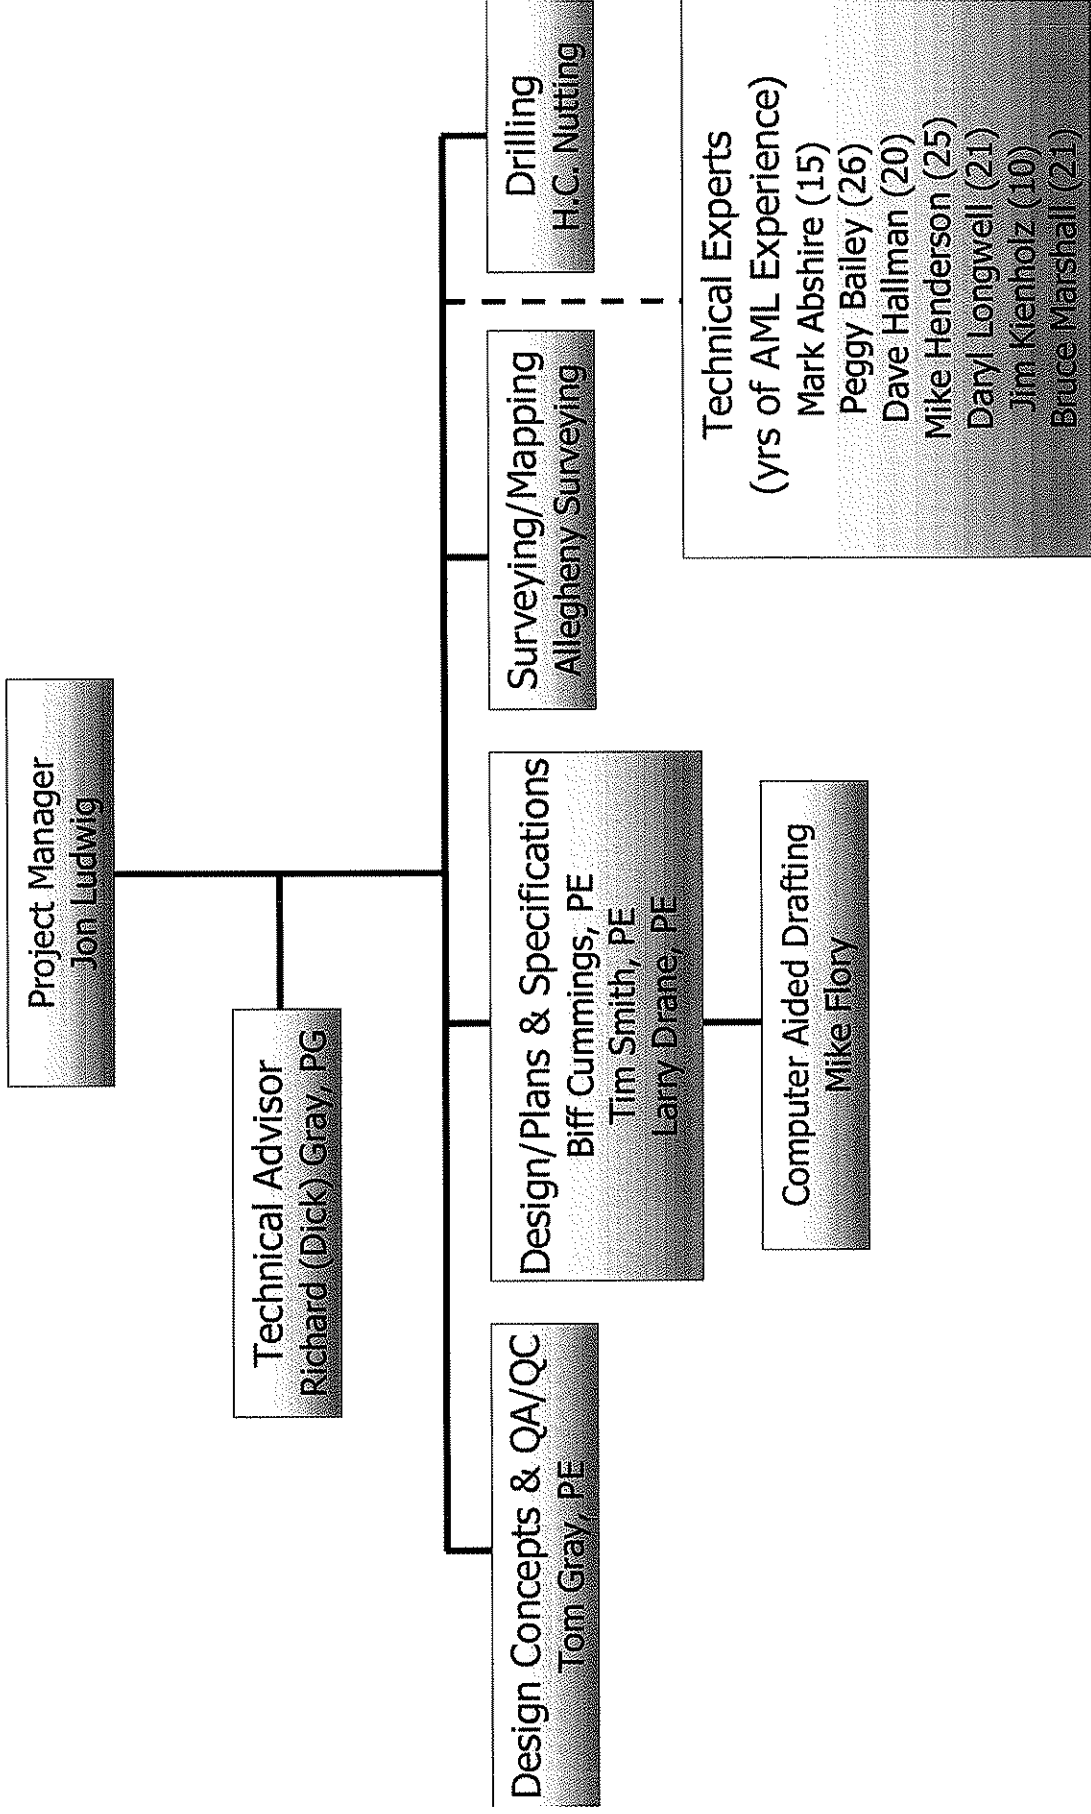 Project Manager
Jon Ludwig
Technical Advisor
Richard (Dick) Gray, PG
Design Concepts & QA/QC
Tom Gray, PE
Design/Plans & Specifications
Biff Cummings, PE
Tim Smith, PE
Larry Drane, PE
Computer Aided Drafting
Mike Flory
Surveying/Mapping
Allegheny Surveying
Drilling
H.C. Nutting
Technical Experts
(yrs of AML Experience)
Mark Abshire (15)
Peggy Bailey (26)
Dave Hallman (20)
Mike Henderson (25)
Daryl Longwell (21)
Jim Kienholz (10)
Bruce Marshall (21)